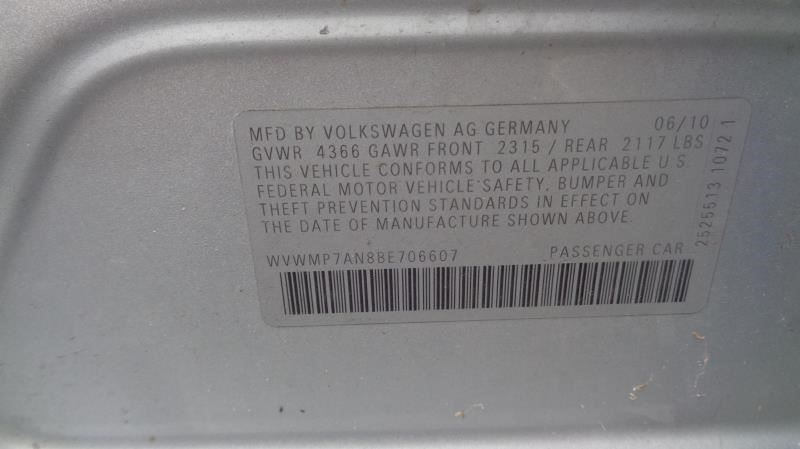 MFD BY VOLKSWAGEN AG GERMANY 06/10
GVWR 4366 GAWR FRONT 2315 / REAR 2117 LBS
THIS VEHICLE CONFORMS TO ALL APPLICABLE U S
FEDERAL MOTOR VEHICLE SAFETY, BUMPER AND
THEFT PREVENTION STANDARDS IN EFFECT ON
THE DATE OF MANUFACTURE SHOWN ABOVE.
WVWMP7AN8BE706607 PASSENGER CAR
2525513 1072 1